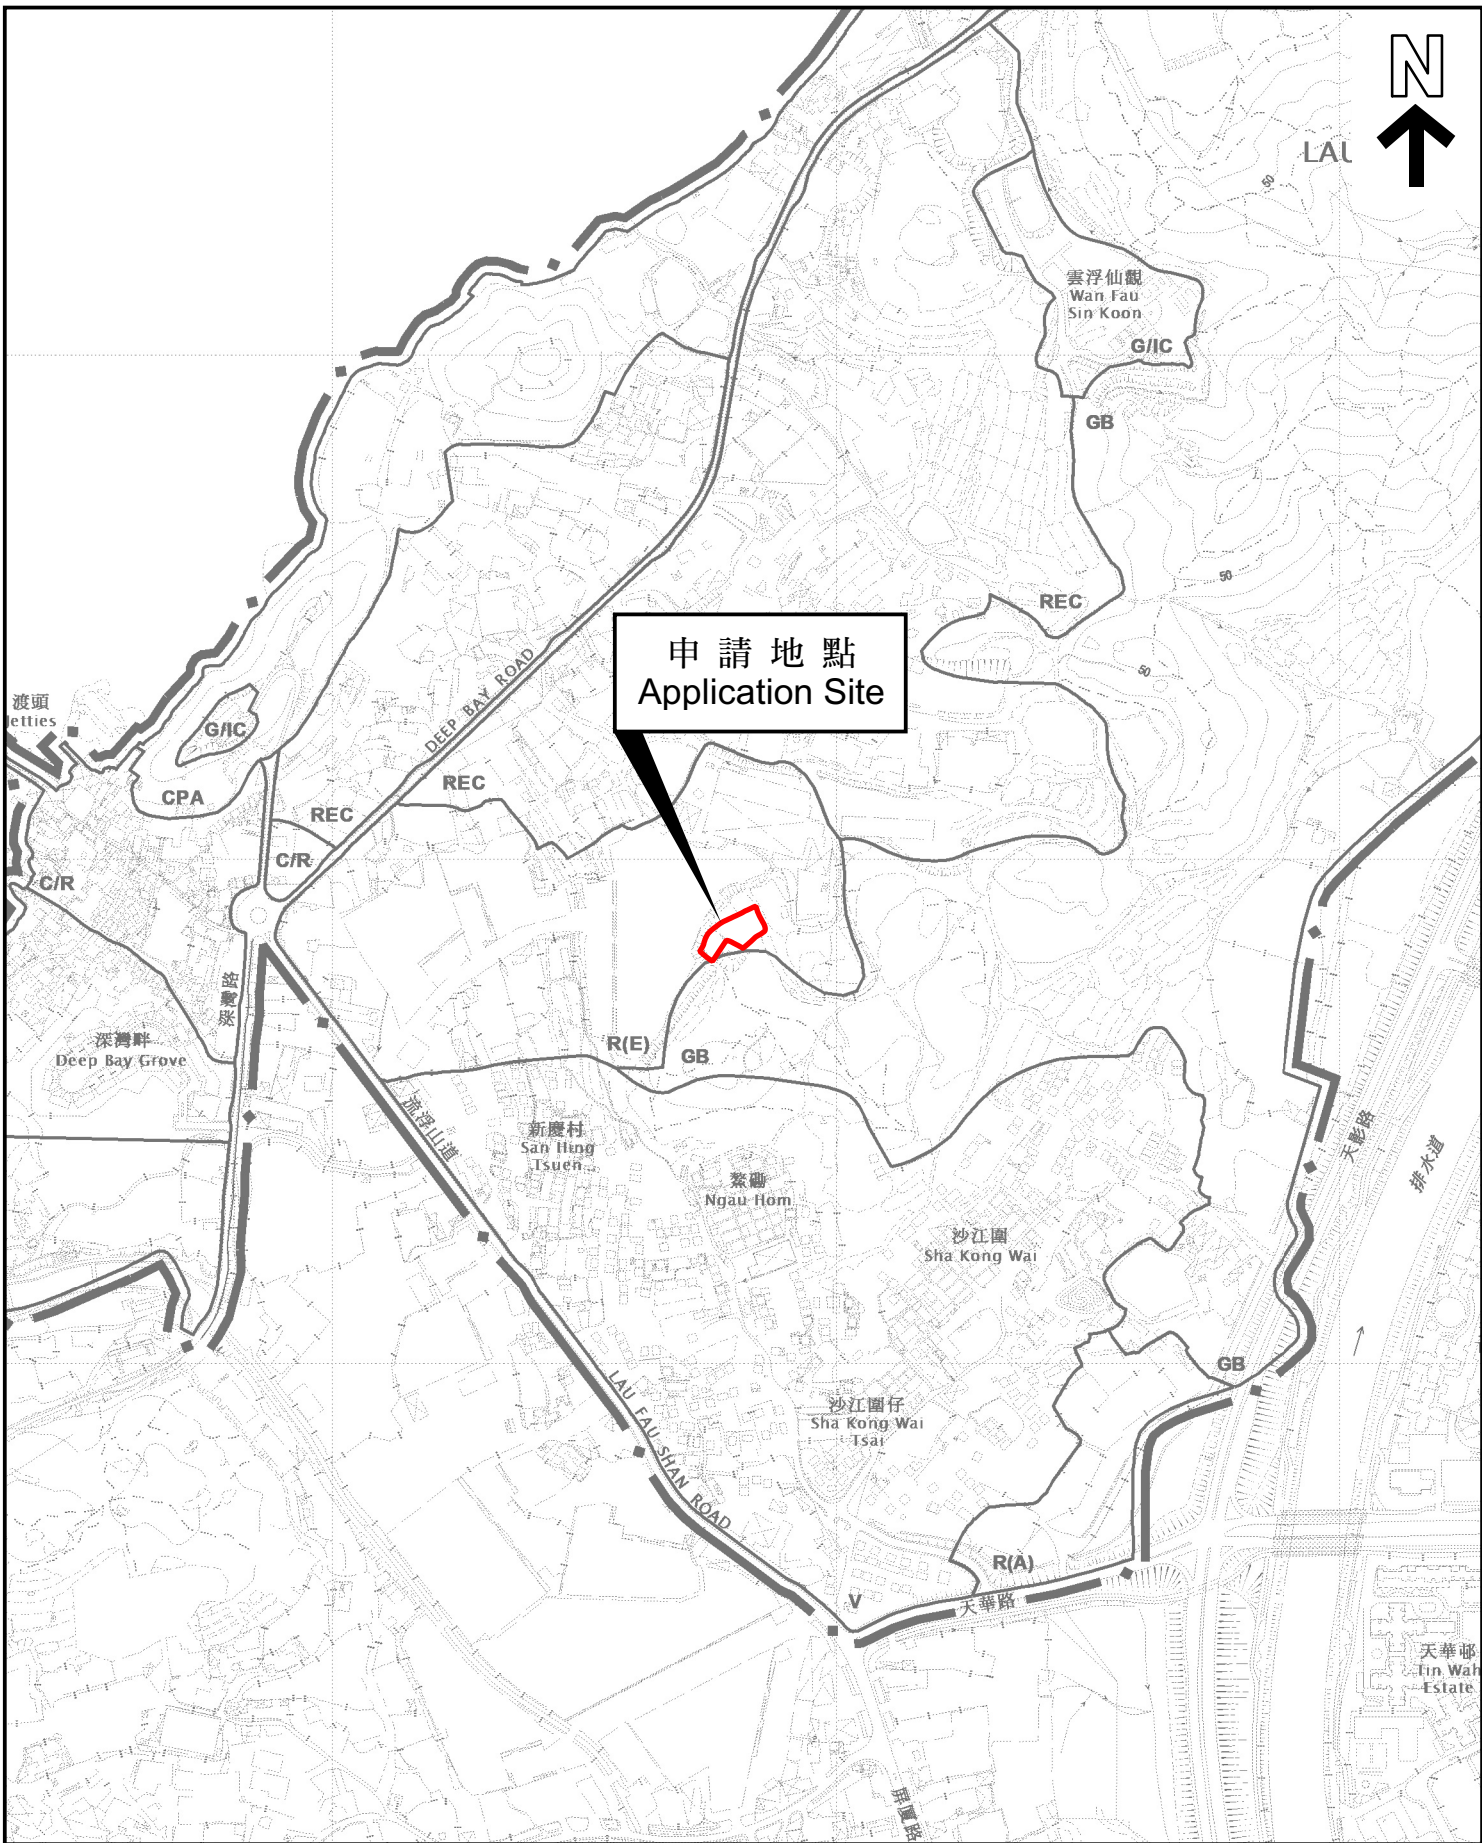 N
LAU
50
雲浮仙觀
Wan Fau
Sin Koon
G/IC
GB
50
REC
申請地點
Application Site
50
DEEP BAY ROAD
渡頭
Jetties
G/IC
CPA
REC
REC
C/R
C/R
深灣路
深灣畔
Deep Bay Grove
R(E)
GB
流浮山道
新慶村
San Hing
Tsuen
鰲磡
Ngau Hom
沙江圍
Sha Kong Wai
天影路
排水道
GB
LAU FAU SHAN ROAD
沙江圍仔
Sha Kong Wai
Tsai
R(A)
V
天華路
天華邨
Tin Wah
Estate
屏廈路